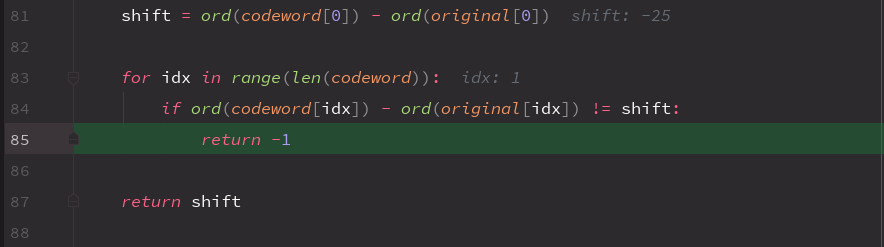 81 shift = ord(codeword[0]) - ord(original[0]) shift: -25
82
83 for idx in range(len(codeword)): idx: 1
84 if ord(codeword[idx]) - ord(original[idx]) != shift:
85 return -1
86
87 return shift
88